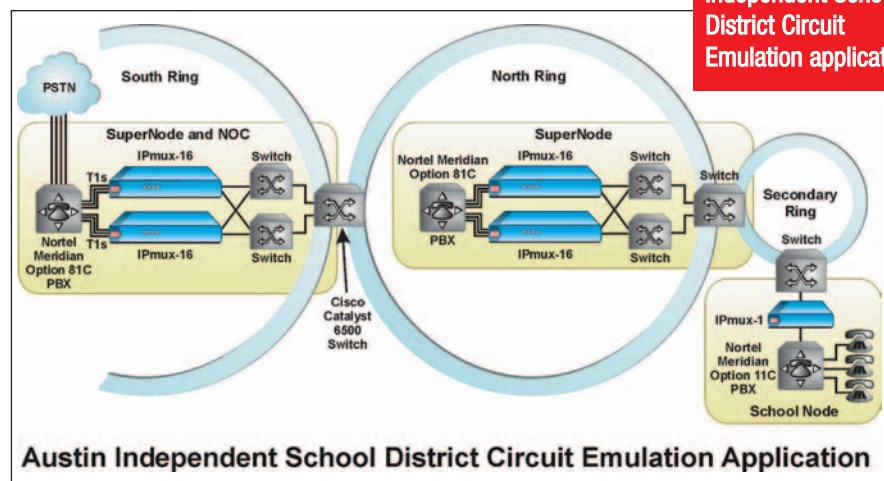 District Circuit
South Ring
North Ring
PSTN
SuperNode and NOC
IPmux-16
Switch
T1s
T1s
IPmux-16
Switch
Nortel
Meridian
Option 81C
PBX
Cisco
Catalyst
6500
Switch
SuperNode
Nortel Meridian
Option 81C
IPmux-16
Switch
PBX
IPmux-16
Switch
Switch
Secondary
Ring
Switch
IPmux-1
Nortel
Meridian
Option 11C
PBX
School Node
Austin Independent School District Circuit Emulation Application